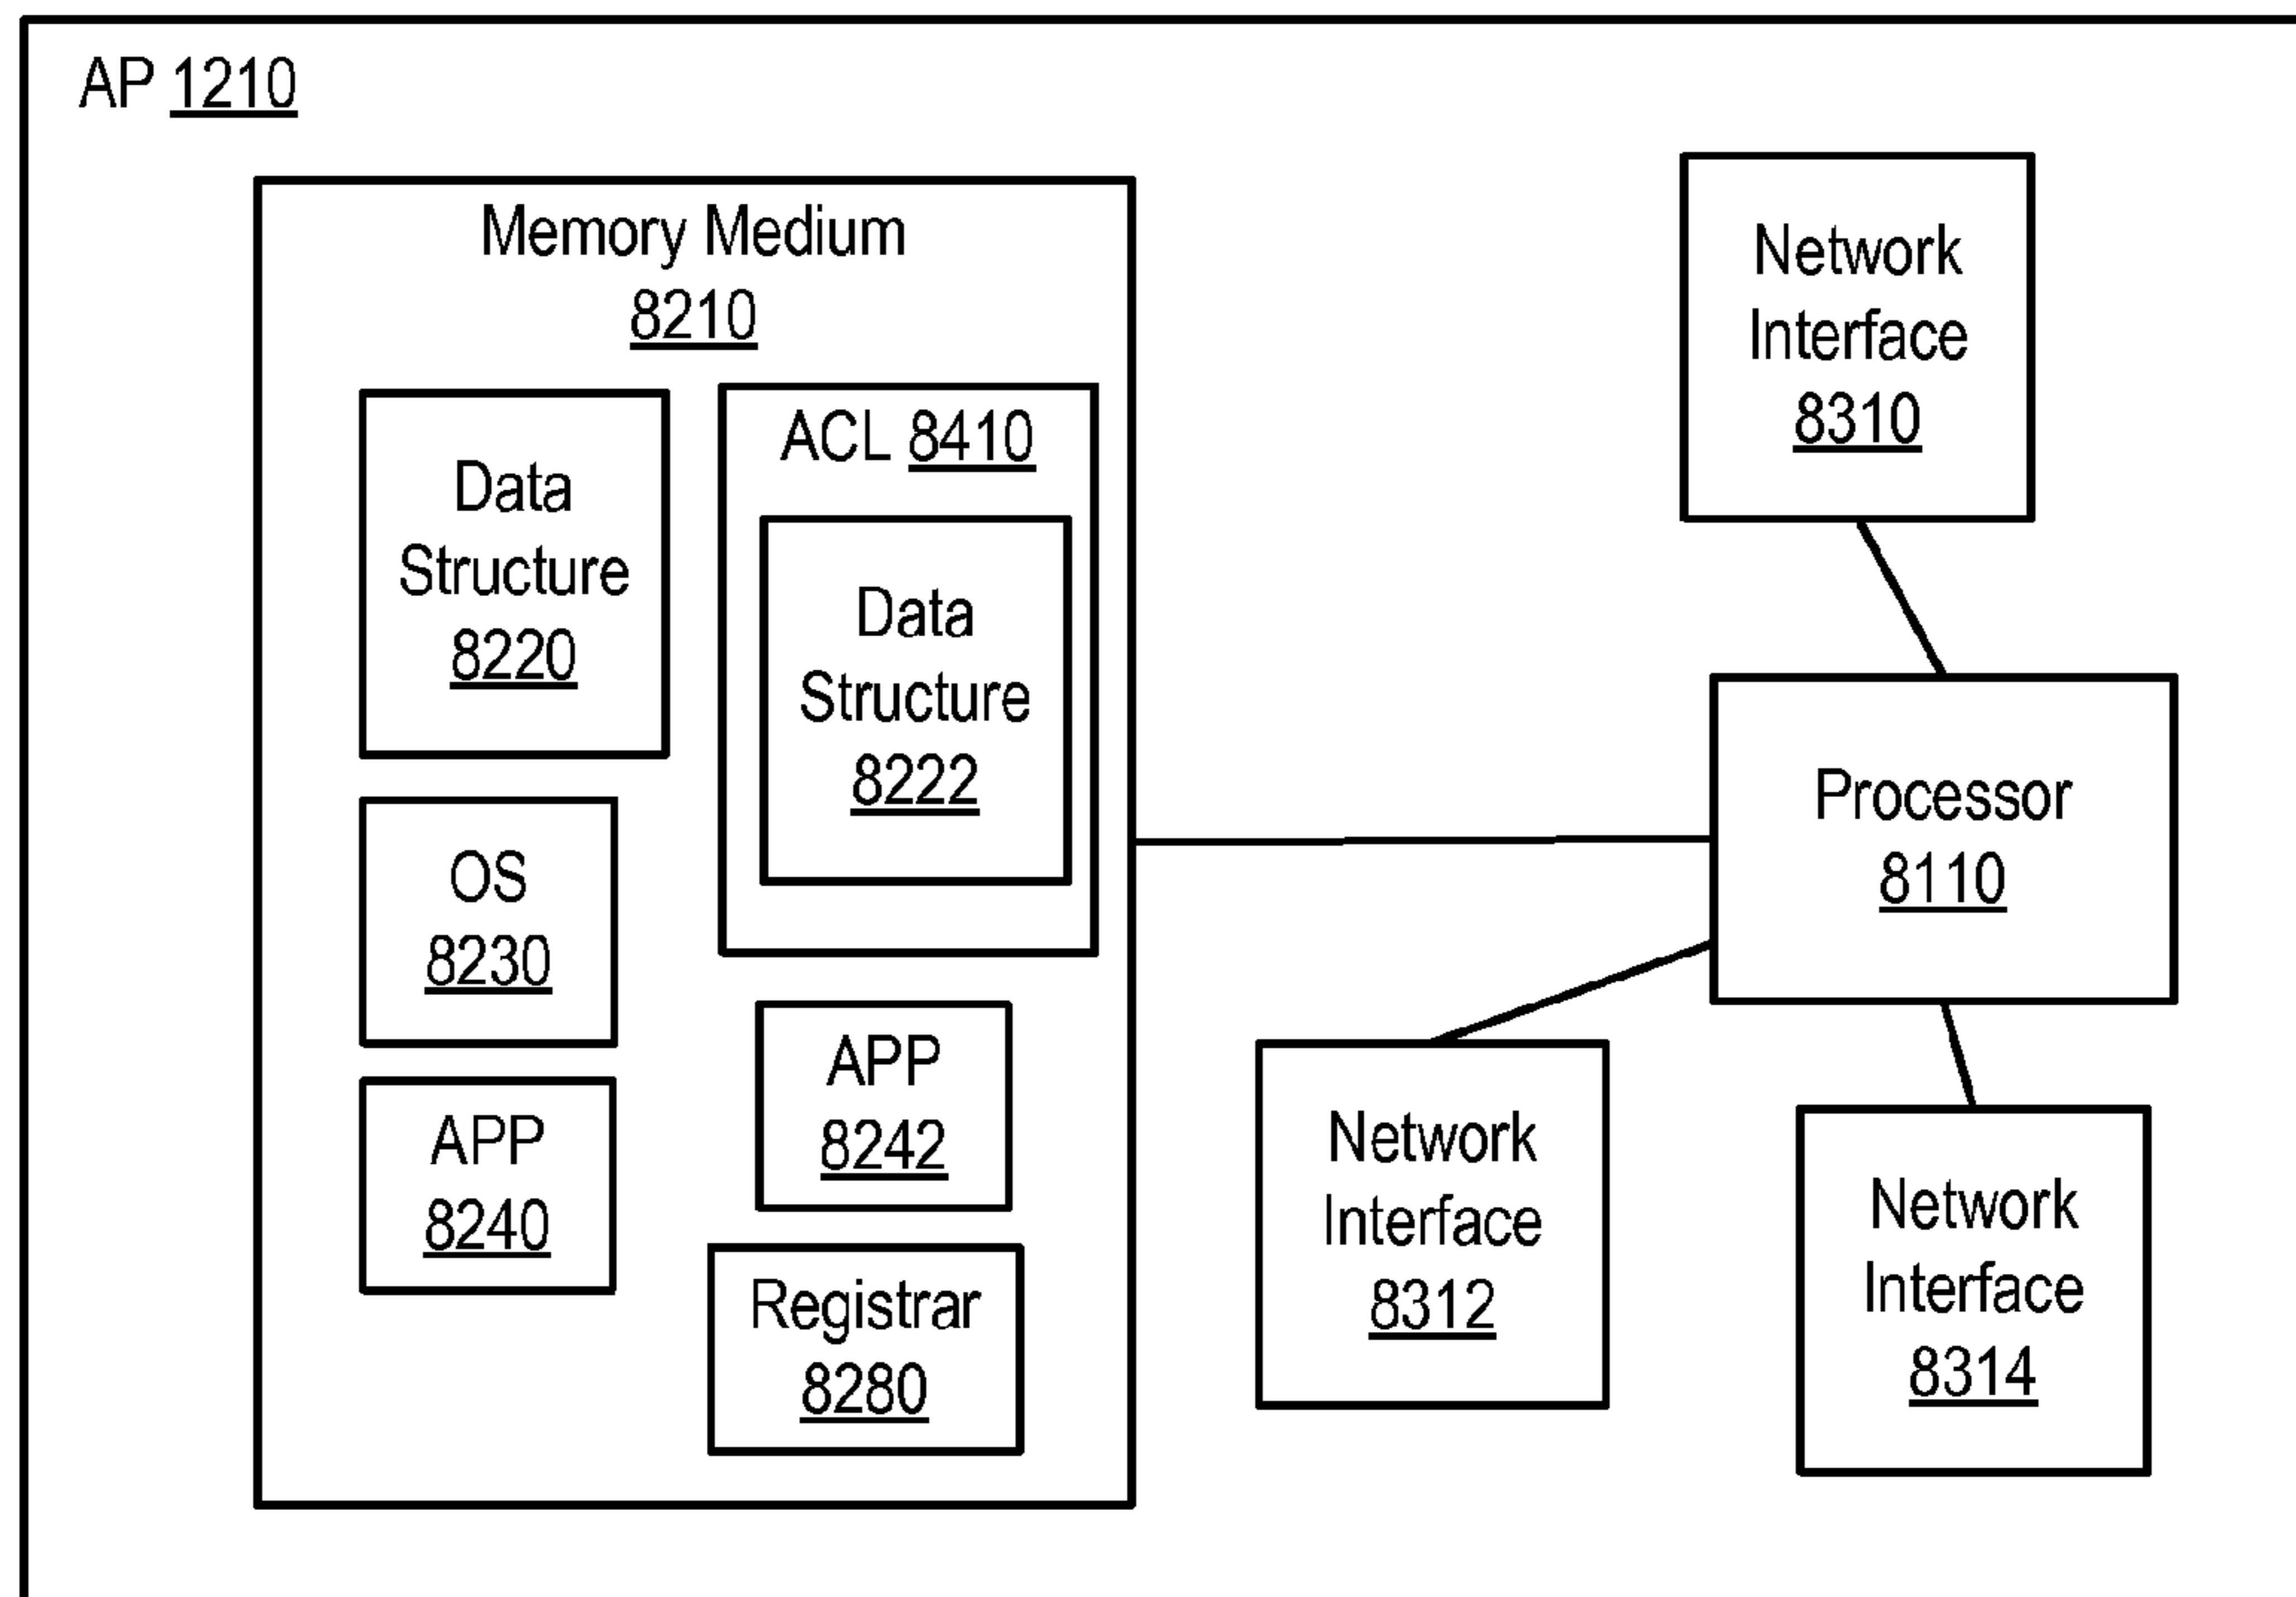 AP 1210
Memory Medium
8210
Data
Structure
8220
ACL 8410
Data
Structure
8222
OS
8230
APP
8240
APP
8242
Registrar
8280
Network
Interface
8310
Processor
8110
Network
Interface
8312
Network
Interface
8314